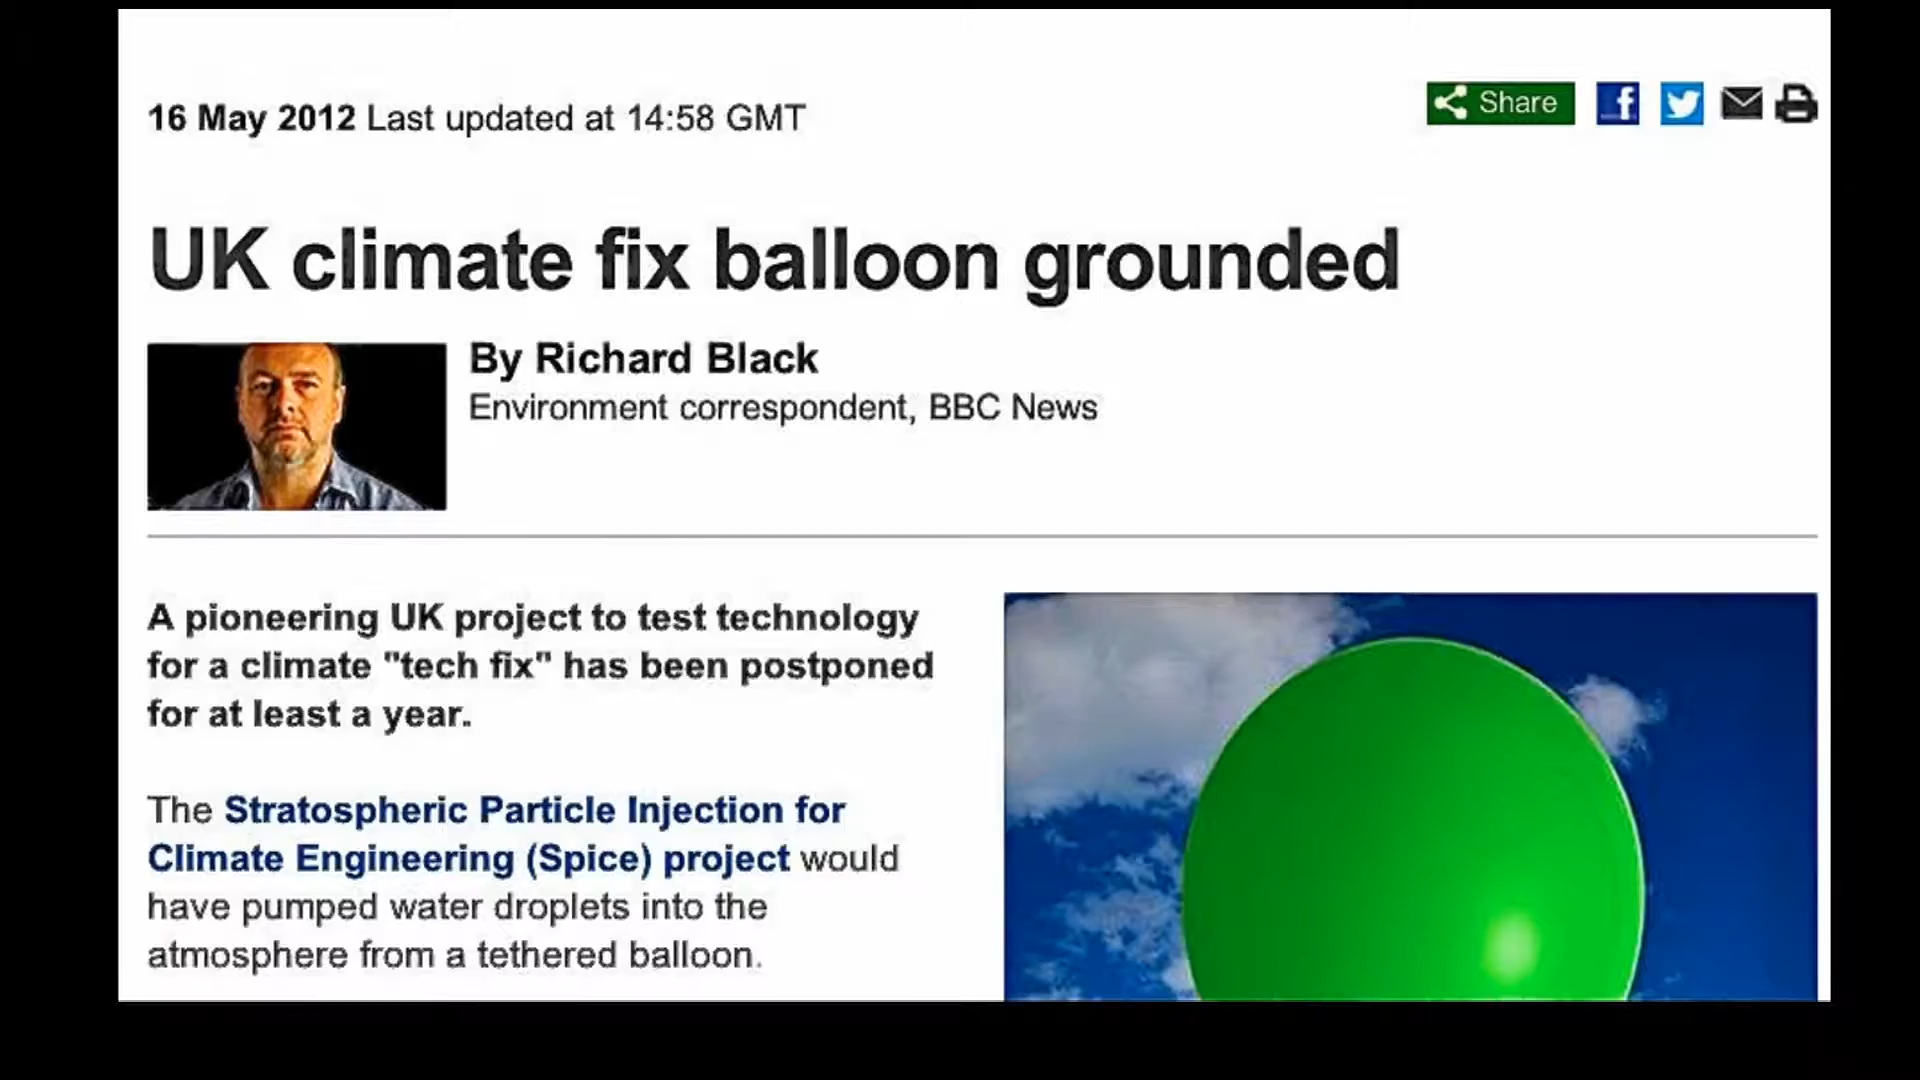 16 May 2012 Last updated at 14:58 GMT
Share
UK climate fix balloon grounded
By Richard Black
Environment correspondent, BBC News
A pioneering UK project to test technology
for a climate "tech fix" has been postponed
for at least a year.
The Stratospheric Particle Injection for
Climate Engineering (Spice) project would
have pumped water droplets into the
atmosphere from a tethered balloon.